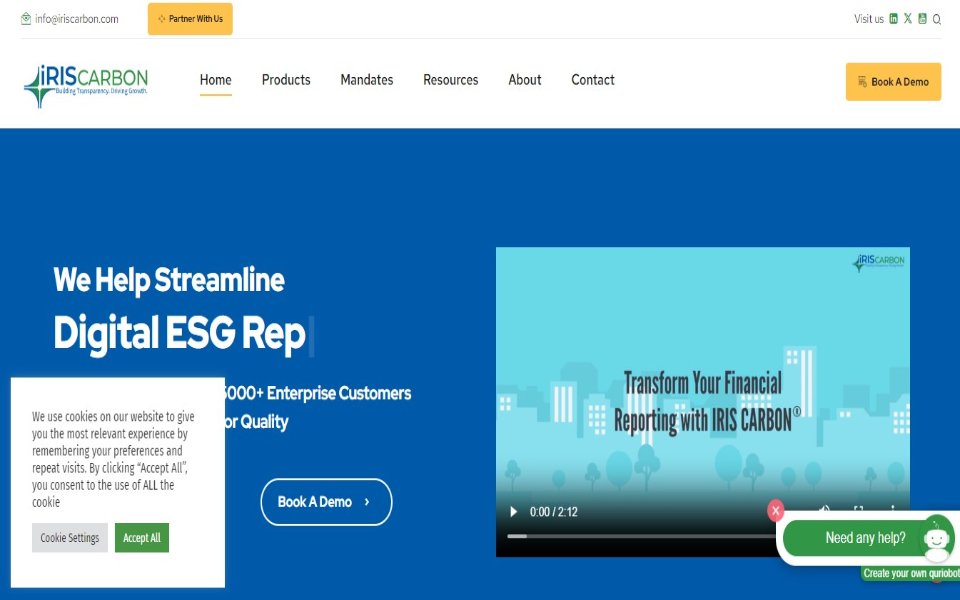 info@iriscarbon.com
Partner With Us
Visit us
iRISCARBON
Building Transparency. Driving Growth.
Home
Products
Mandates
Resources
About
Contact
Book A Demo
We Help Streamline
Digital ESG Rep
5000+ Enterprise Customers
or Quality
Book A Demo
iRISCARBON
Transform Your Financial
Reporting with IRIS CARBON®
0:00 / 2:12
We use cookies on our website to give
you the most relevant experience by
remembering your preferences and
repeat visits. By clicking “Accept All”,
you consent to the use of ALL the
cookie
Cookie Settings
Accept All
X
Need any help?
Create your own quriobot